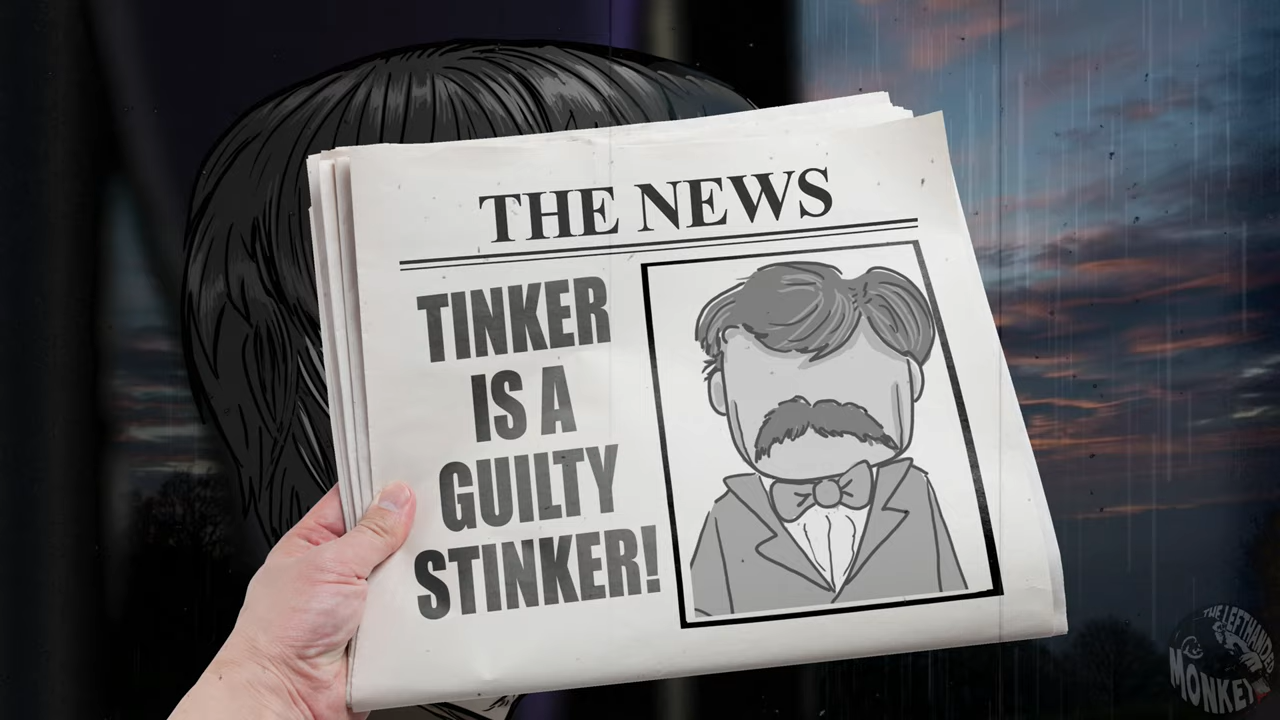 THE NEWS
TINKER
IS A
GUILTY
STINKER!
THE LEFTHANDED
MONKEY